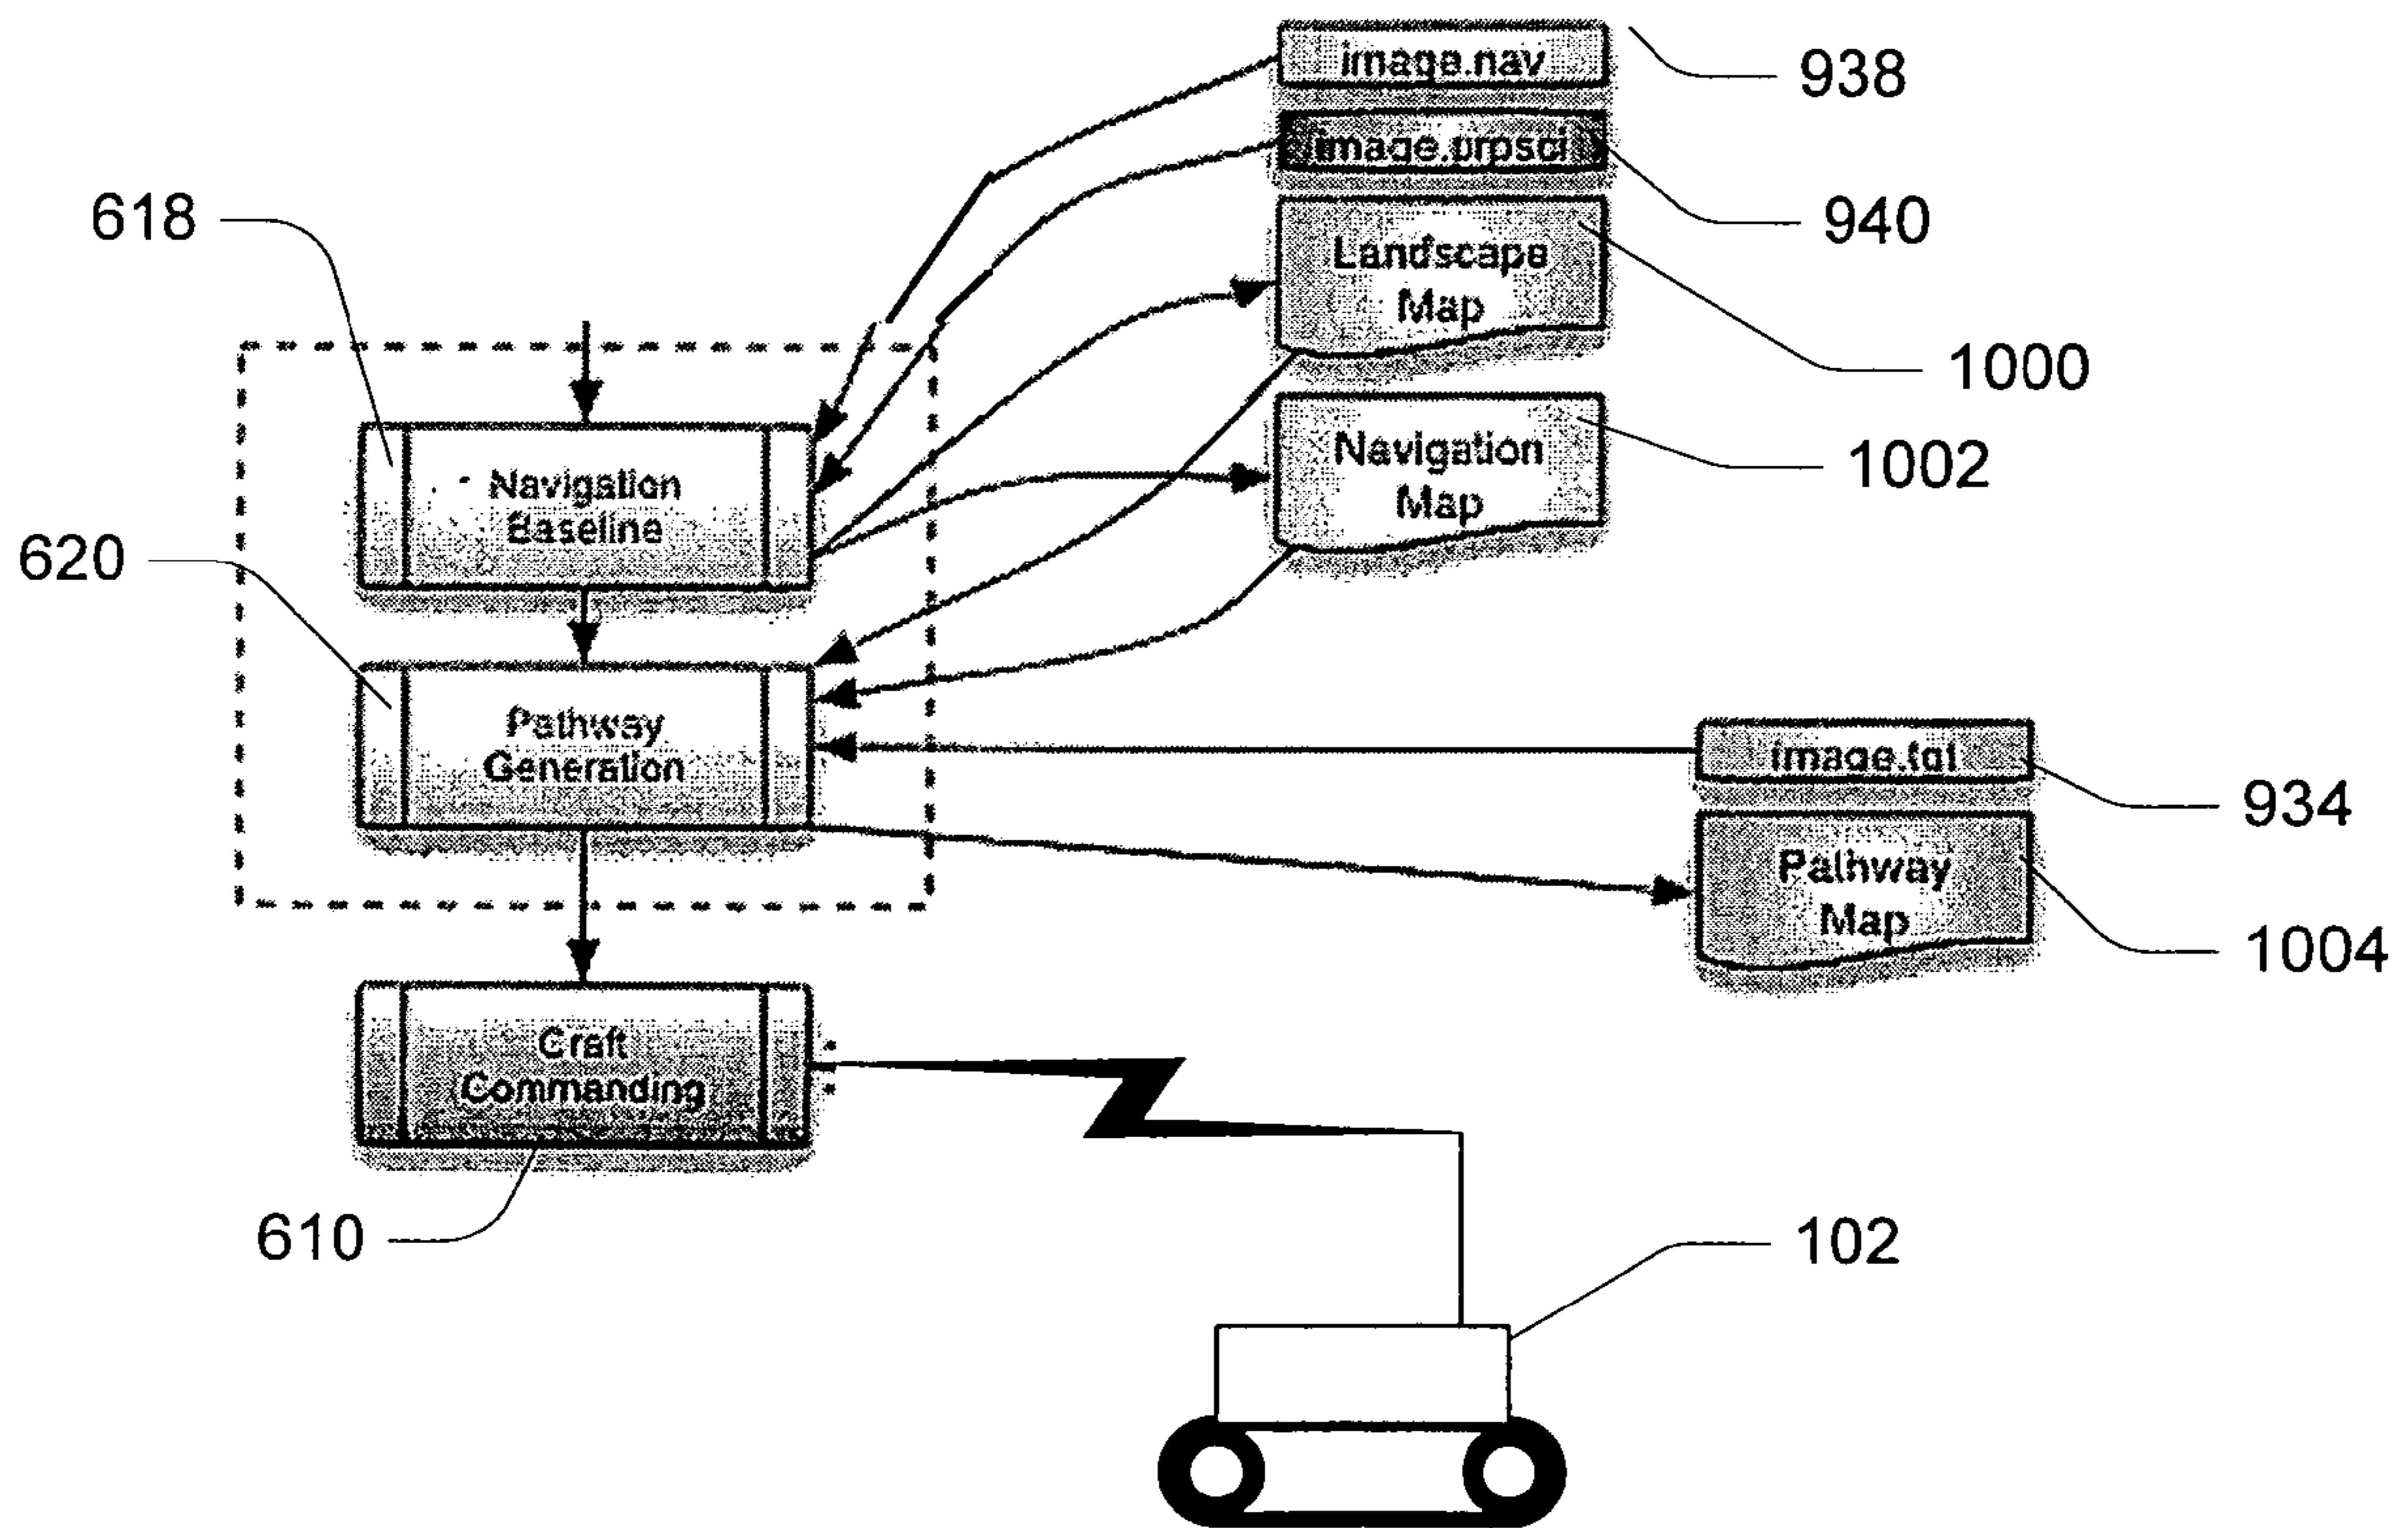 image.nav
938
image.prpsci
940
618
Landscape
Map
1000
Navigation
Map
1002
Navigation
Baseline
620
Pathway
Generation
image.tgt
934
Pathway
Map
1004
Craft
Commanding
610
102